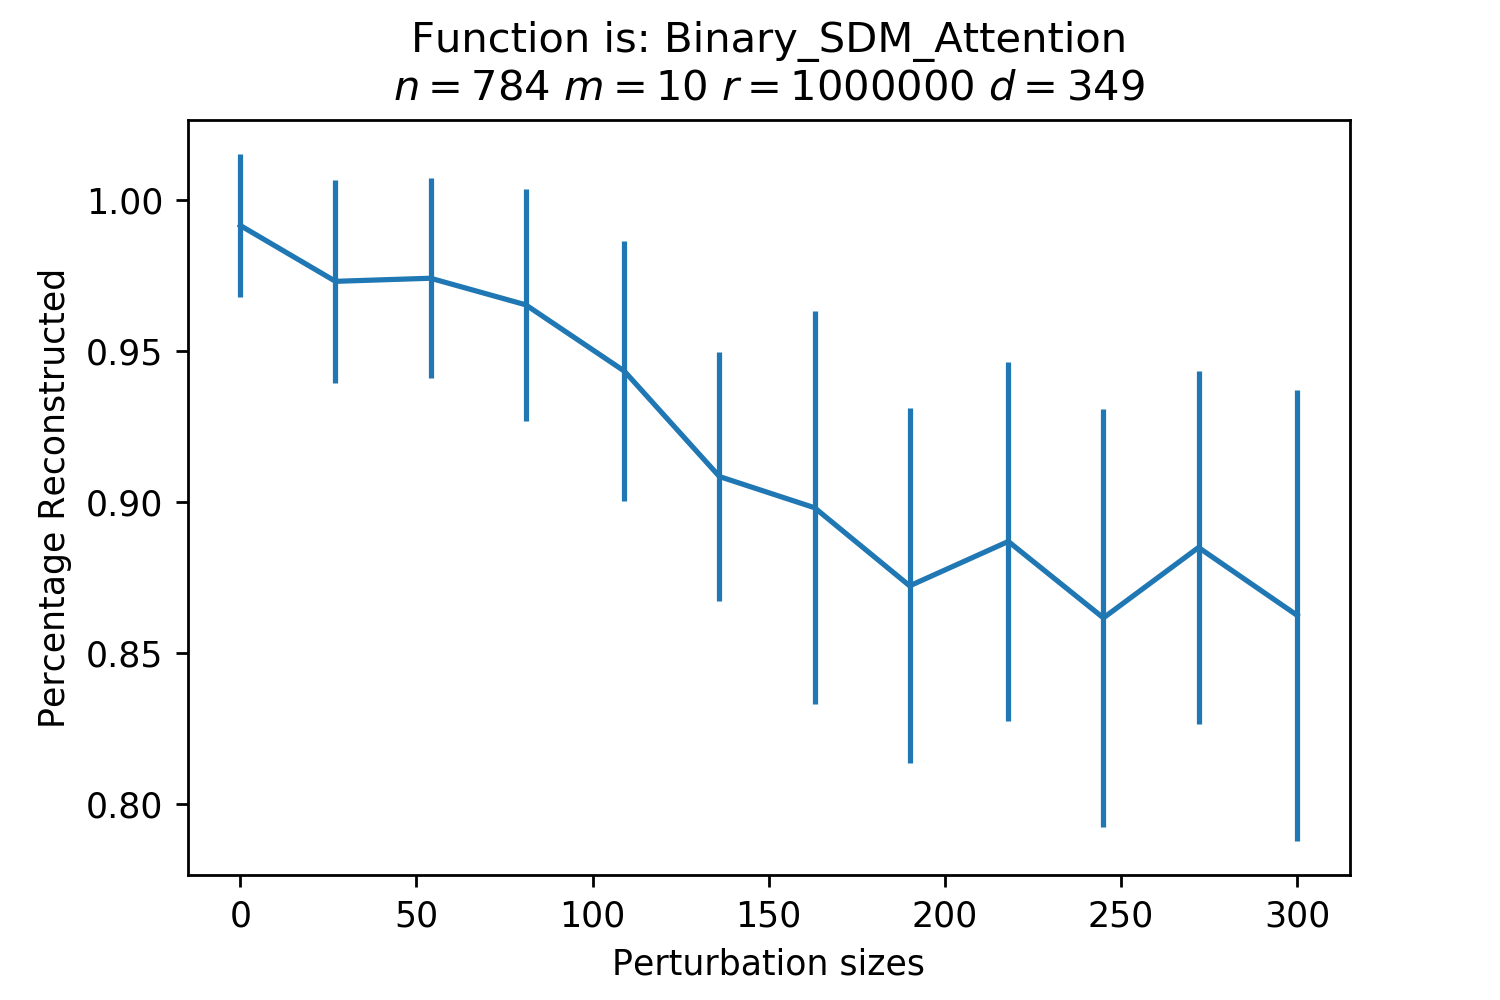 Function is: Binary_SDM_Attention
n = 784 m = 10 r = 1000000 d = 349
Percentage Reconstructed
1.00
0.95
0.90
0.85
0.80
0 50 100 150 200 250 300
Perturbation sizes